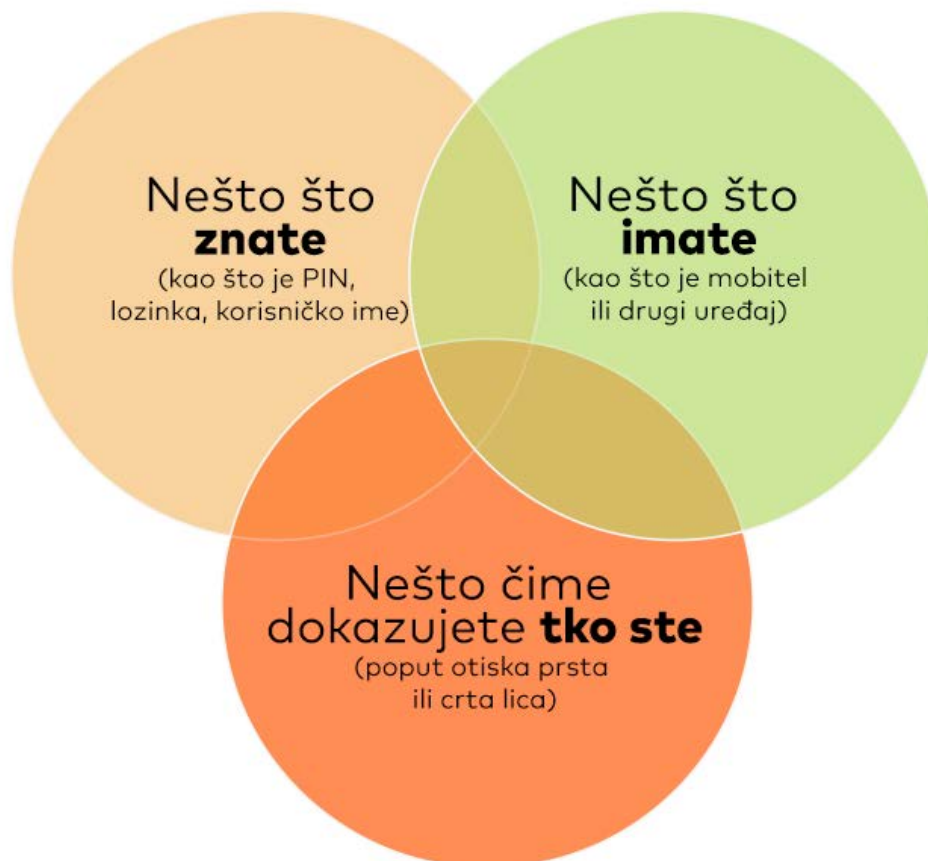 Nešto što
znate
(kao što je PIN,
lozinka, korisničko ime)
Nešto što
imate
(kao što je mobitel
ili drugi uređaj)
Nešto čime
dokazujete tko ste
(poput otiska prsta
ili crta lica)